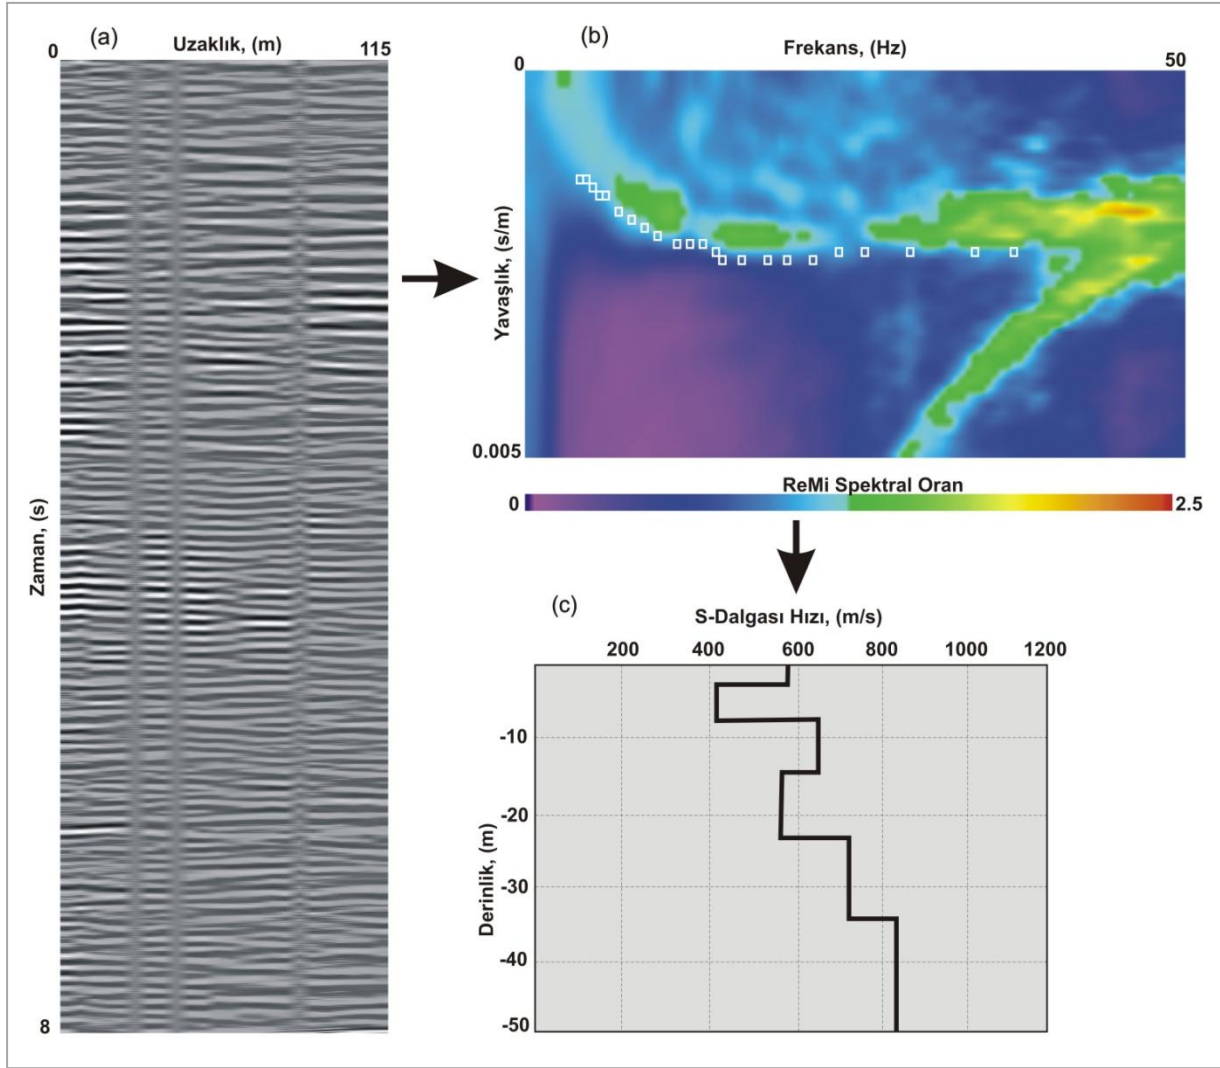 (a)
Uzaklık, (m)
0
115
Zaman, (s)
8
(b)
Frekans, (Hz)
0
50
Yavaşlık, (s/m)
0.005
ReMi Spektral Oran
0
2.5
(c)
S-Dalgası Hızı, (m/s)
200 400 600 800 1000 1200
Derinlik, (m)
-10
-20
-30
-40
-50